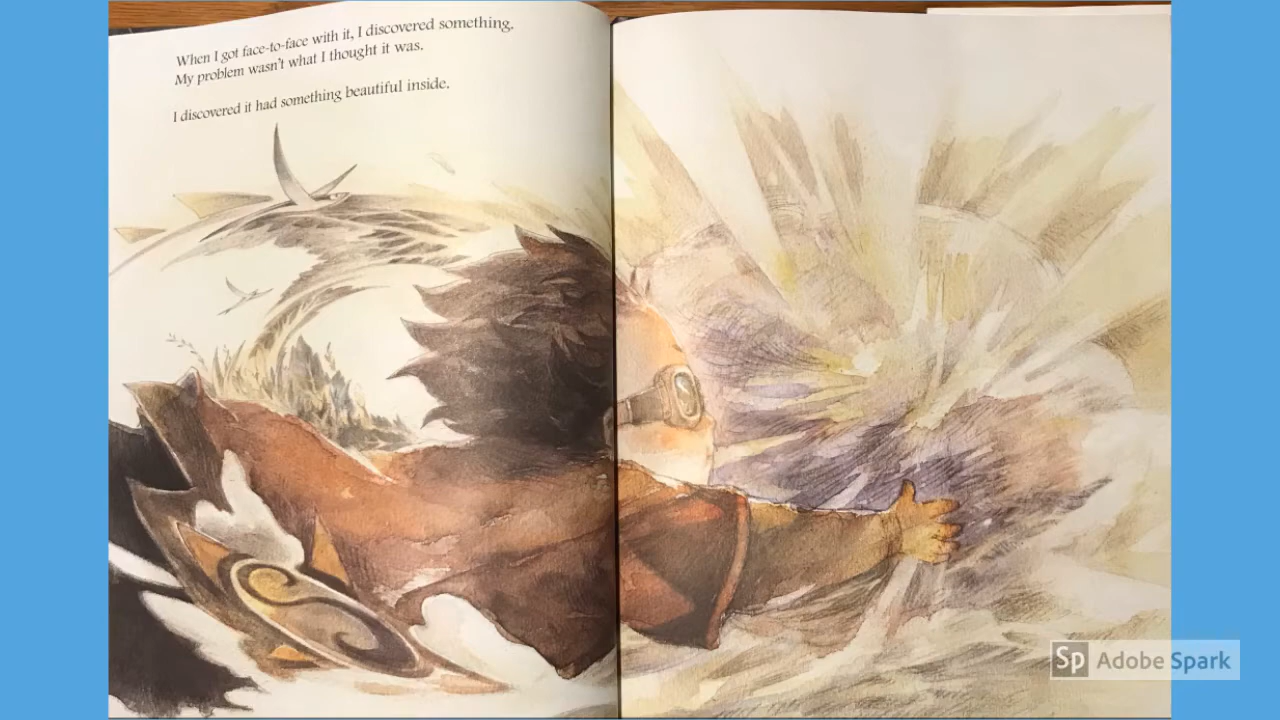 When I got face-to-face with it, I discovered something.
My problem wasn't what I thought it was.
I discovered it had something beautiful inside.
Sp Adobe Spark